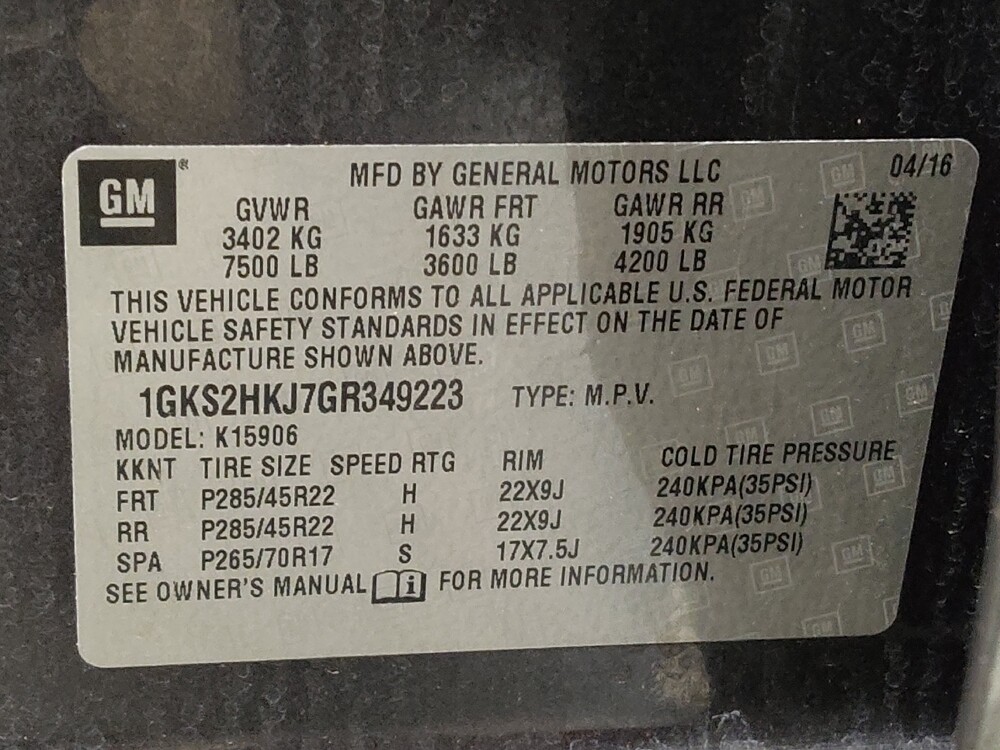 GM®
MFD BY GENERAL MOTORS LLC 04/16
GVWR GAWR FRT GAWR RR
3402 KG 1633 KG 1905 KG
7500 LB 3600 LB 4200 LB
THIS VEHICLE CONFORMS TO ALL APPLICABLE U.S. FEDERAL MOTOR
VEHICLE SAFETY STANDARDS IN EFFECT ON THE DATE OF
MANUFACTURE SHOWN ABOVE.
1GKS2HKJ7GR349223 TYPE: M.P.V.
MODEL: K15906
KKNT TIRE SIZE SPEED RTG RIM COLD TIRE PRESSURE
FRT P285/45R22 H 22X9J 240KPA(35PSI)
RR P285/45R22 H 22X9J 240KPA(35PSI)
SPA P265/70R17 S 17X7.5J 240KPA(35PSI)
SEE OWNER'S MANUAL i FOR MORE INFORMATION.